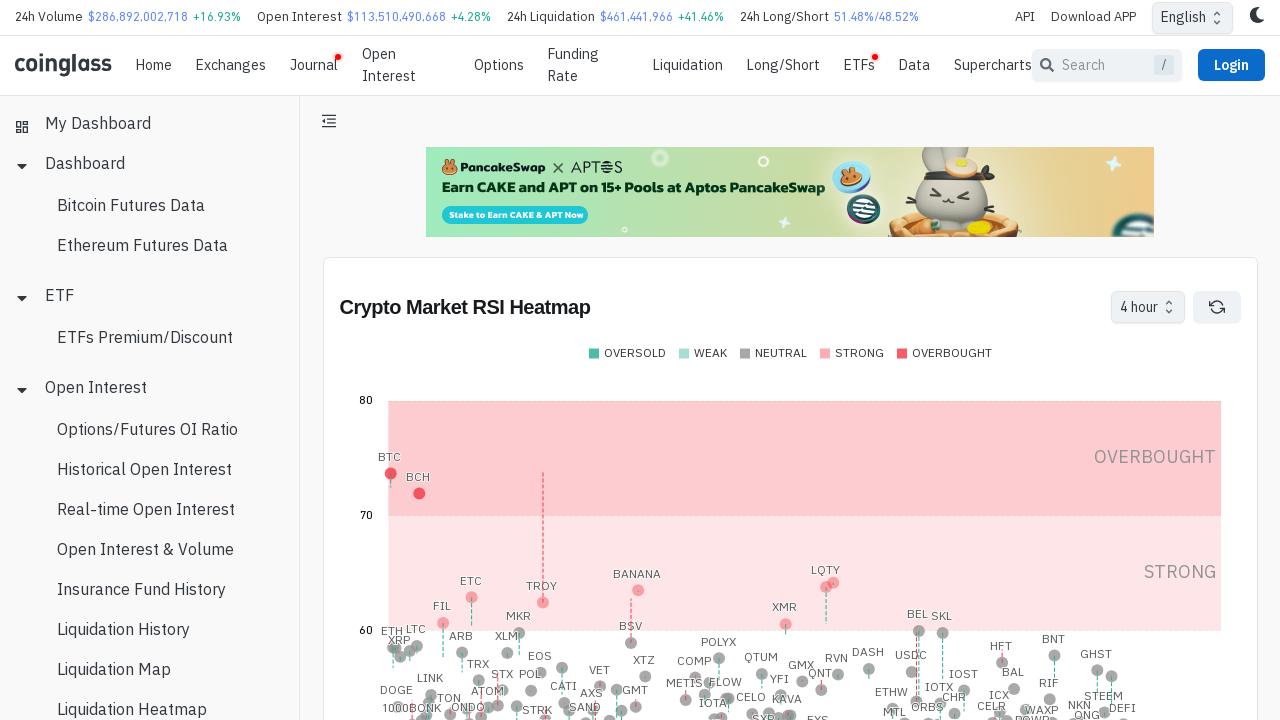 24h Volume $286,892,002,718 +16.93% Open Interest $113,510,490,668 +4.28% 24h Liquidation $461,441,966 +41.46% 24h Long/Short 51.48%/48.52% API Download APP English
coinglass Home Exchanges Journal Open Interest Options Funding Rate Liquidation Long/Short ETFs Data Supercharts Search / Login
My Dashboard
Dashboard
Bitcoin Futures Data
Ethereum Futures Data
ETF
ETFs Premium/Discount
Open Interest
Options/Futures OI Ratio
Historical Open Interest
Real-time Open Interest
Open Interest & Volume
Insurance Fund History
Liquidation History
Liquidation Map
Liquidation Heatmap
PancakeSwap × APTOS
Earn CAKE and APT on 15+ Pools at Aptos PancakeSwap
Stake to Earn CAKE & APT Now
Crypto Market RSI Heatmap 4 hour
OVERSOLD WEAK NEUTRAL STRONG OVERBOUGHT
80
BTC OVERBOUGHT
BCH
70
LQTY STRONG
BANANA
ETC
TROY
FIL XMR
MKR BEL SKL
BSV
60
ETH LTC
XRP ARB XLM POLYX HFT BNT
EOS XTZ COMP QTUM RVN DASH USDC GHST
TRX GMX
LINK STX POL VET YFI QNT IOST BAL
DOGE ATOM CATI AXS GMT METIS FLOW ETHW IOTX RIF
TON CELO KAVA CHR ICX STEEM
1000BONK ONDO STRK SAND IOTA MTL ORBS CELR WAXP NKN DEFI
SXP FXS POWR ONG